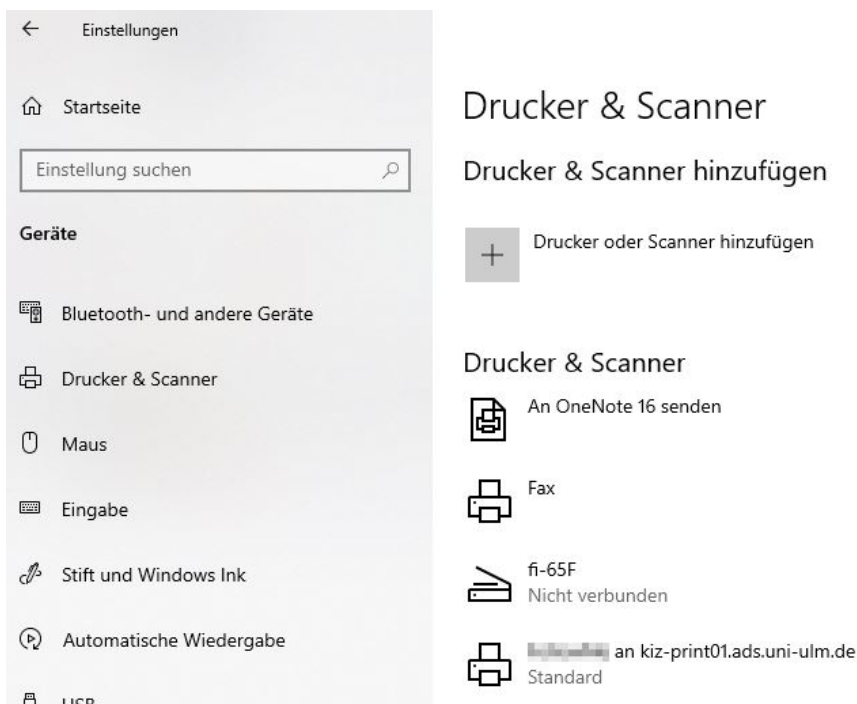 Einstellungen
Startseite
Einstellung suchen
Geräte
Bluetooth- und andere Geräte
Drucker & Scanner
Maus
Eingabe
Stift und Windows Ink
Automatische Wiedergabe
USB
Drucker & Scanner
Drucker & Scanner hinzufügen
Drucker oder Scanner hinzufügen
Drucker & Scanner
An OneNote 16 senden
Fax
fi-65F
Nicht verbunden
an kiz-print01.ads.uni-ulm.de
Standard